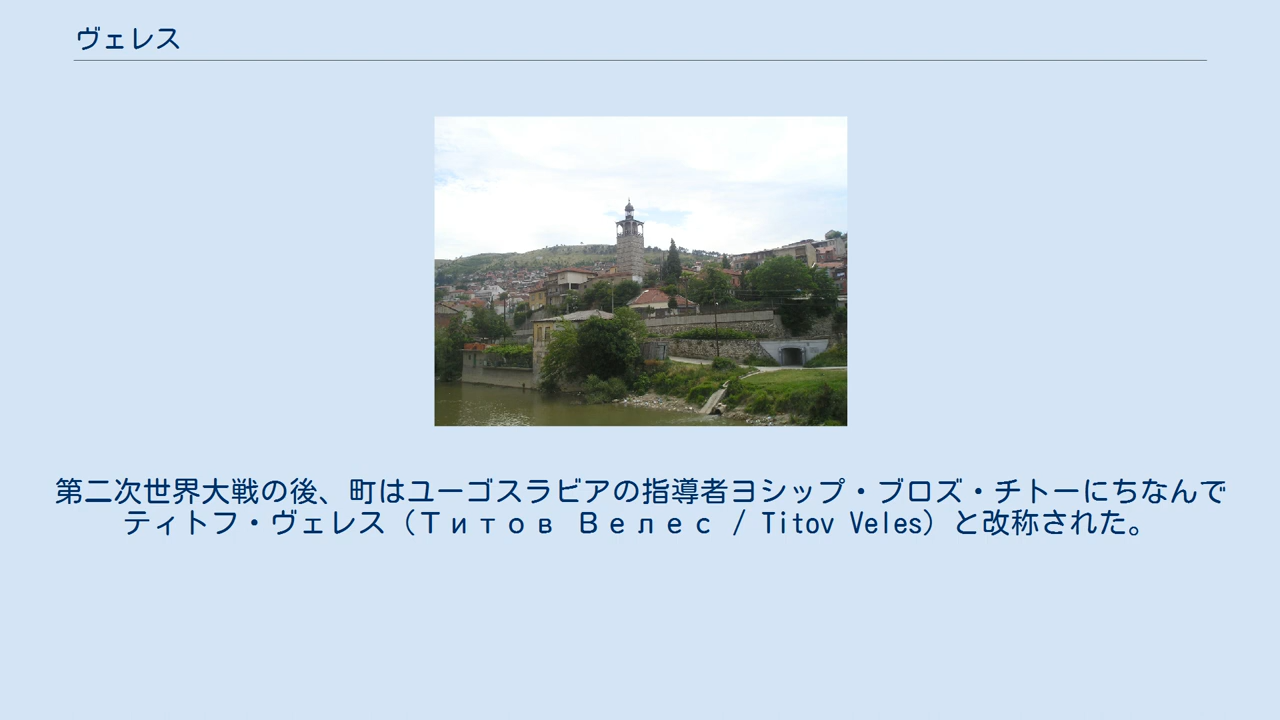 ヴェレス
第二次世界大戦の後、町はユーゴスラビアの指導者ヨシップ・ブロズ・チトーにちなんで
ティトフ・ヴェレス（Титов Велес / Titov Veles）と改称された。